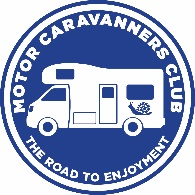 MOTOR CARAVANNERS CLUB
THE ROAD TO ENJOYMENT